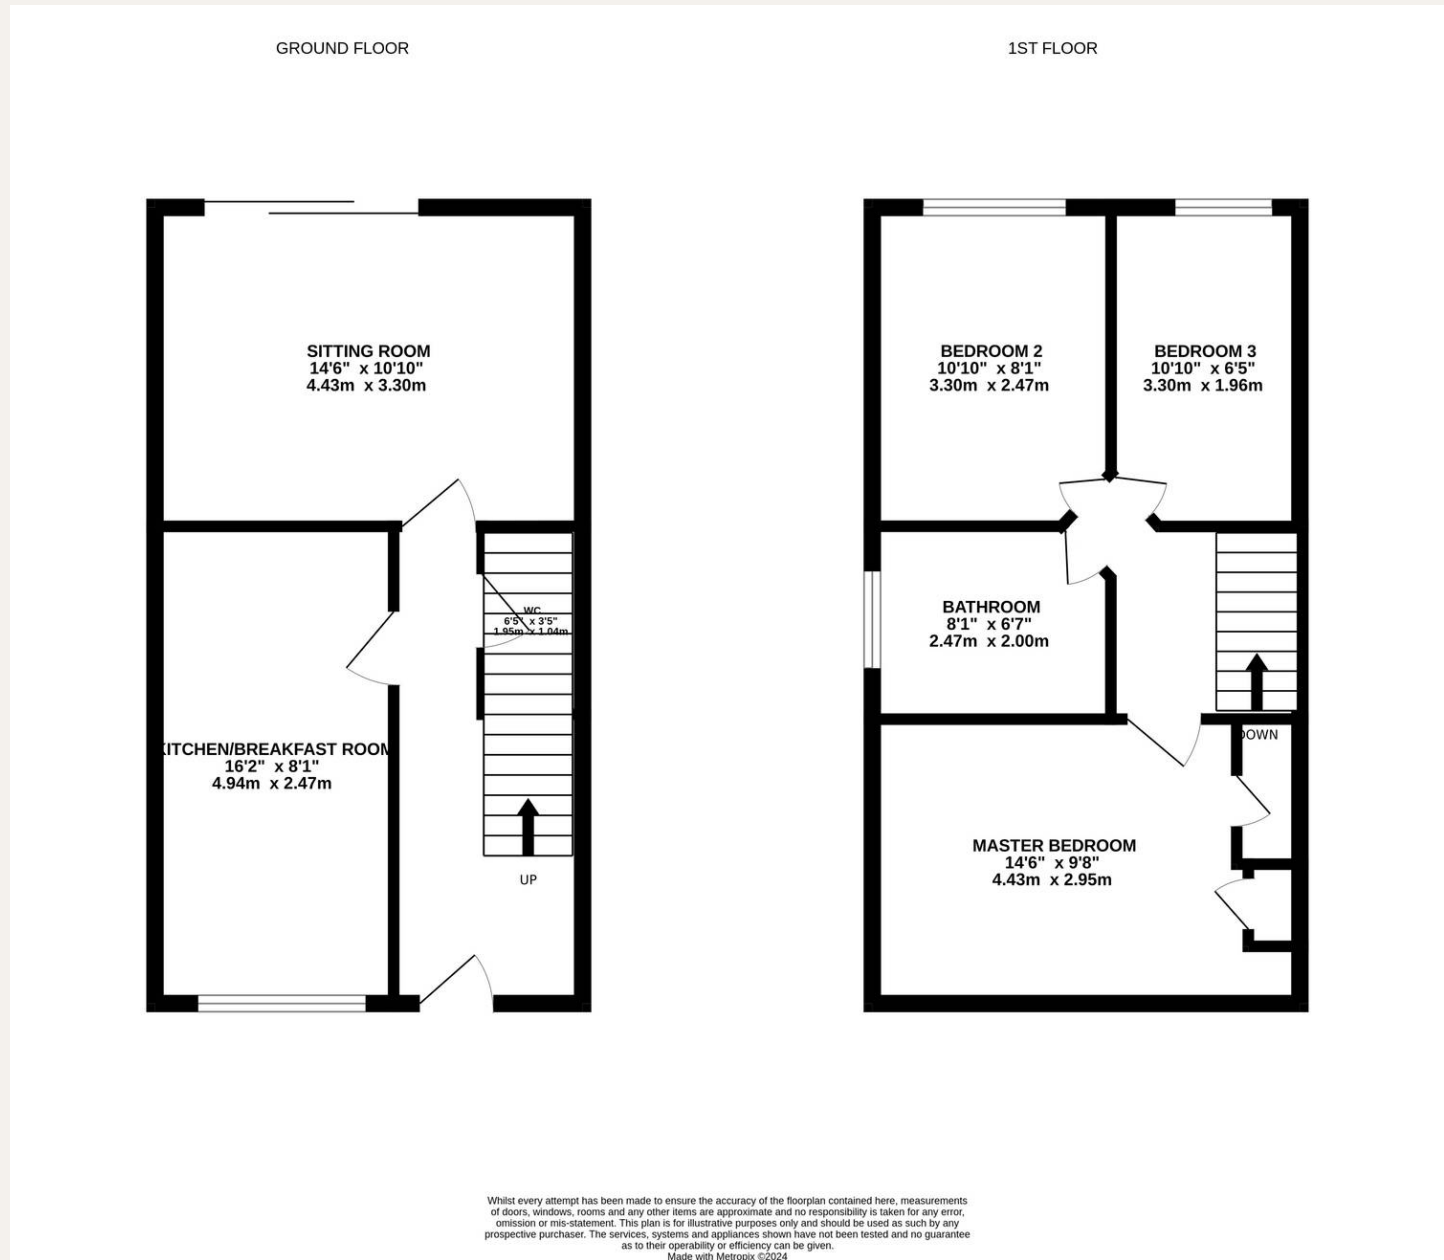 GROUND FLOOR
SITTING ROOM
14'6" x 10'10"
4.43m x 3.30m
WC
6'5" x 3'5"
1.95m x 1.04m
KITCHEN/BREAKFAST ROOM
16'2" x 8'1"
4.94m x 2.47m
UP
1ST FLOOR
BEDROOM 2
10'10" x 8'1"
3.30m x 2.47m
BEDROOM 3
10'10" x 6'5"
3.30m x 1.96m
BATHROOM
8'1" x 6'7"
2.47m x 2.00m
DOWN
MASTER BEDROOM
14'6" x 9'8"
4.43m x 2.95m
Whilst every attempt has been made to ensure the accuracy of the floorplan contained here, measurements
of doors, windows, rooms and any other items are approximate and no responsibility is taken for any error,
omission or mis-statement. This plan is for illustrative purposes only and should be used as such by any
prospective purchaser. The services, systems and appliances shown have not been tested and no guarantee
as to their operability or efficiency can be given.
Made with Metropix ©2024